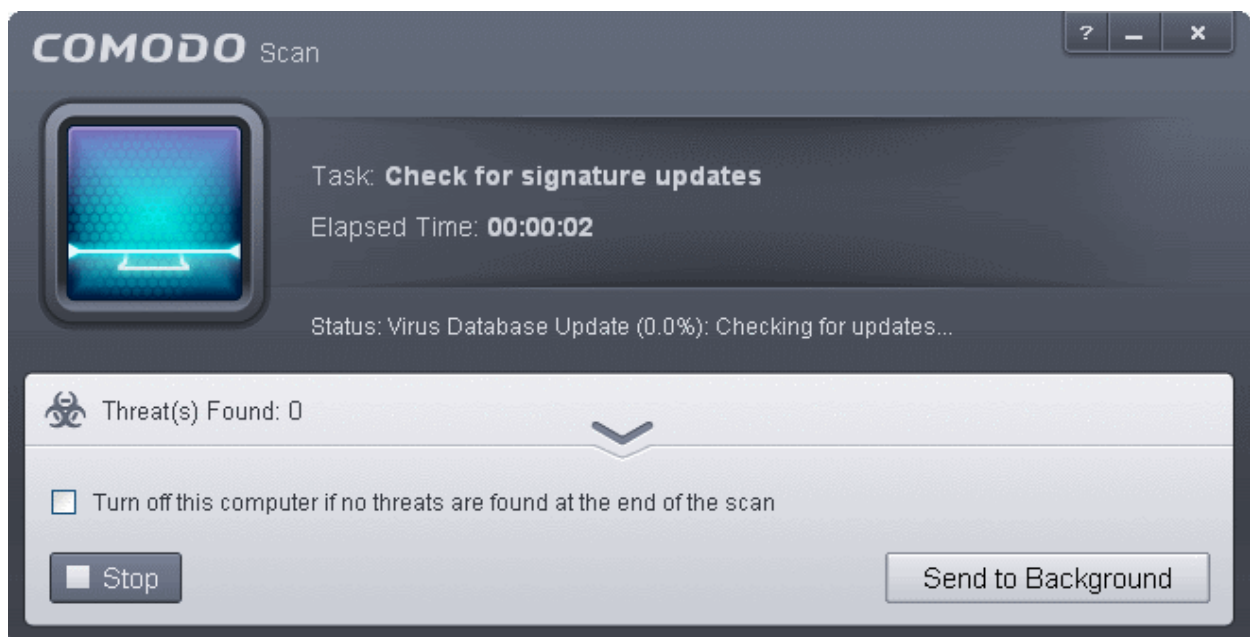 COMODO Scan
?
Task: Check for signature updates
Elapsed Time: 00:00:02
Status: Virus Database Update (0.0%): Checking for updates...
Threat(s) Found: 0
Turn off this computer if no threats are found at the end of the scan
Stop
Send to Background